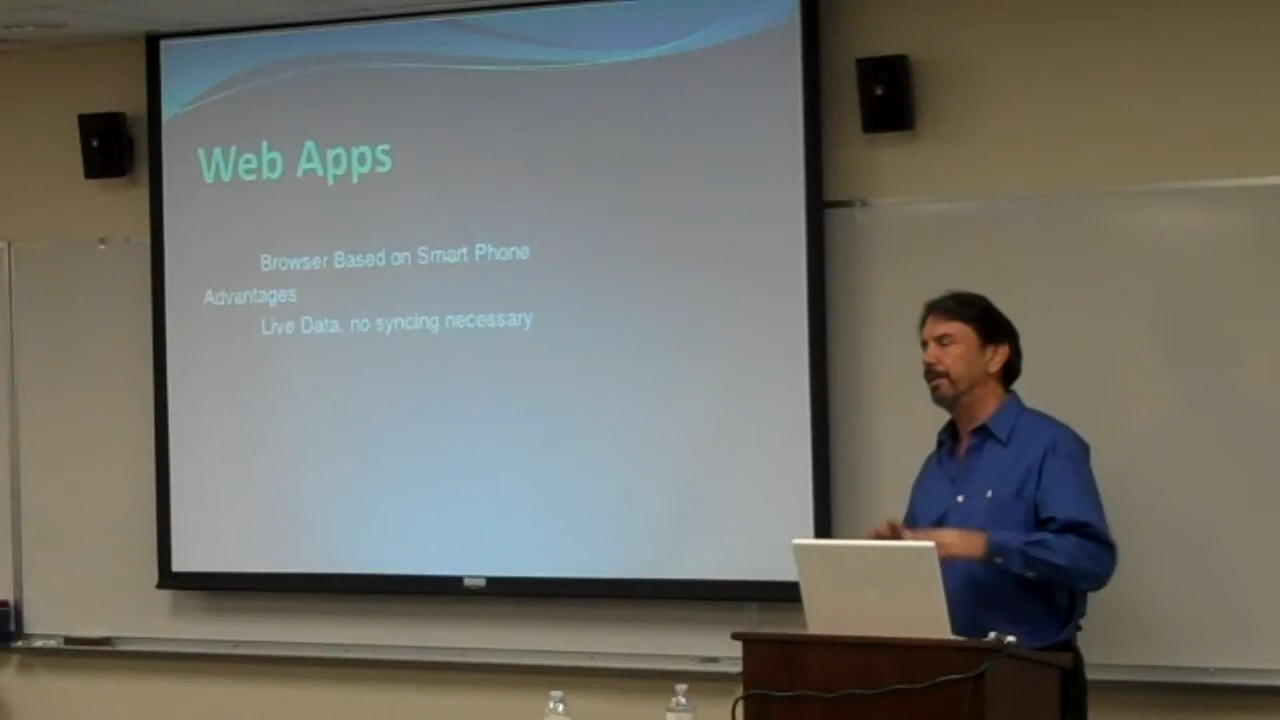 Web Apps
Browser Based on Smart Phone
Advantages
Live Data, no syncing necessary